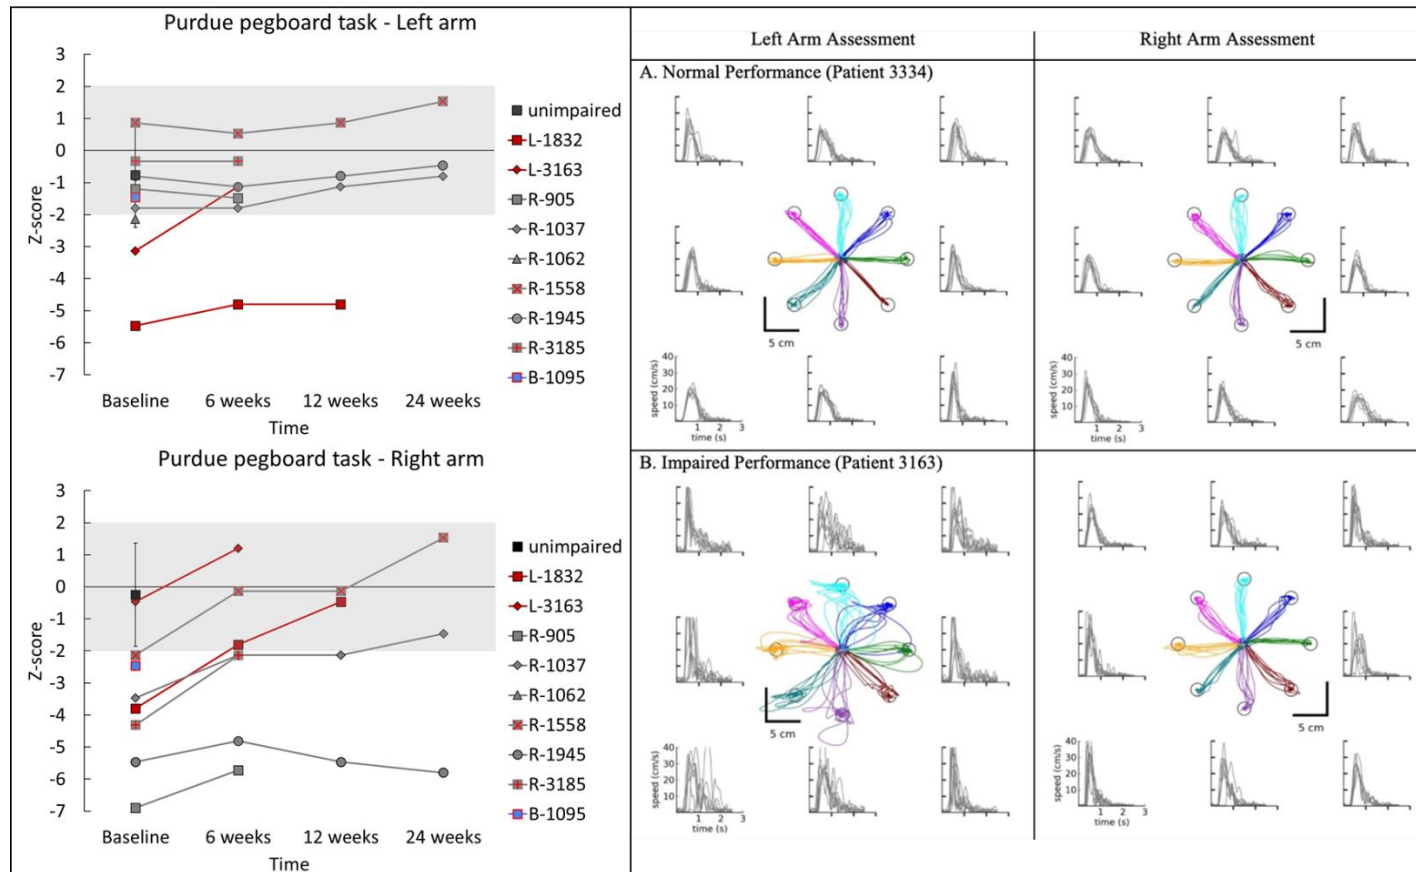 Purdue pegboard task - Left arm
3
2
1
0
-1
-2
-3
-4
-5
-6
-7
Z-score
Baseline 6 weeks 12 weeks 24 weeks
Time
unimpaired
L-1832
L-3163
R-905
R-1037
R-1062
R-1558
R-1945
R-3185
B-1095
Purdue pegboard task - Right arm
3
2
1
0
-1
-2
-3
-4
-5
-6
-7
Z-score
Baseline 6 weeks 12 weeks 24 weeks
Time
unimpaired
L-1832
L-3163
R-905
R-1037
R-1062
R-1558
R-1945
R-3185
B-1095
Left Arm Assessment
Right Arm Assessment
A. Normal Performance (Patient 3334)
5 cm
speed (cm/s)
40
30
20
10
1 2 3
time (s)
5 cm
speed (cm/s)
40
30
20
10
1 2 3
time (s)
B. Impaired Performance (Patient 3163)
5 cm
speed (cm/s)
40
30
20
10
1 2 3
time (s)
5 cm
speed (cm/s)
40
30
20
10
1 2 3
time (s)